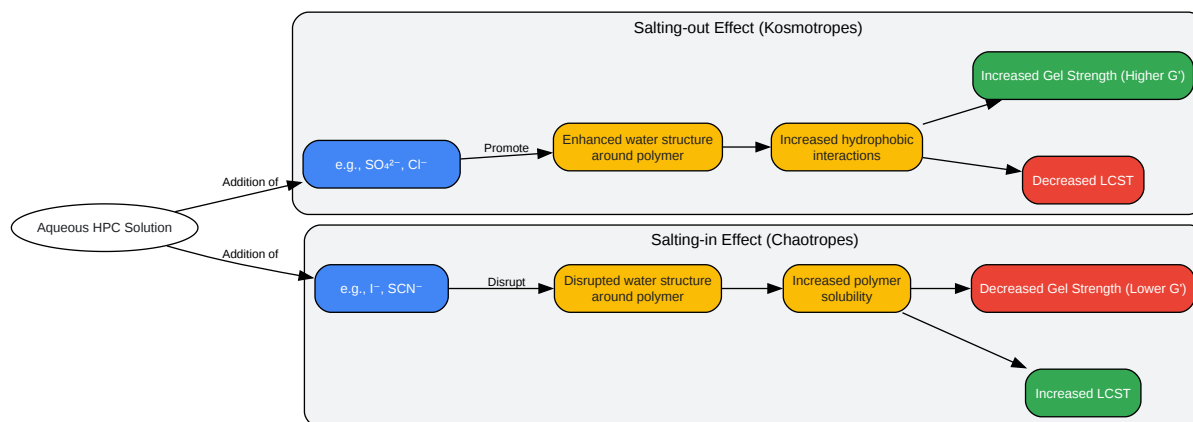 Salting-out Effect (Kosmotropes)
Increased Gel Strength (Higher G')
e.g., SO₄²⁻, Cl⁻
Promote
Enhanced water structure
around polymer
Increased hydrophobic
interactions
Decreased LCST
Addition of
Aqueous HPC Solution
Addition of
Salting-in Effect (Chaotropes)
e.g., I⁻, SCN⁻
Disrupt
Disrupted water structure
around polymer
Increased polymer
solubility
Decreased Gel Strength (Lower G')
Increased LCST